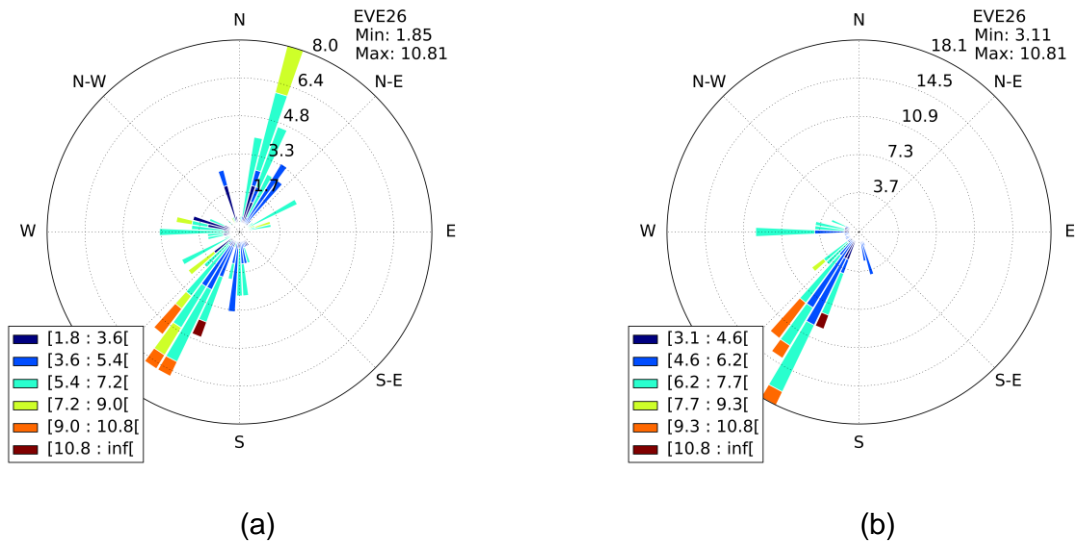 EVE26
Min: 1.85
Max: 10.81
N
8.0
N-W
6.4
N-E
4.8
3.3
1.7
W
E
S-E
S
[1.8 : 3.6[
[3.6 : 5.4[
[5.4 : 7.2[
[7.2 : 9.0[
[9.0 : 10.8[
[10.8 : inf[
(a)
EVE26
Min: 3.11
Max: 10.81
N
18.1
N-W
14.5
N-E
10.9
7.3
3.7
W
E
S-E
S
[3.1 : 4.6[
[4.6 : 6.2[
[6.2 : 7.7[
[7.7 : 9.3[
[9.3 : 10.8[
[10.8 : inf[
(b)